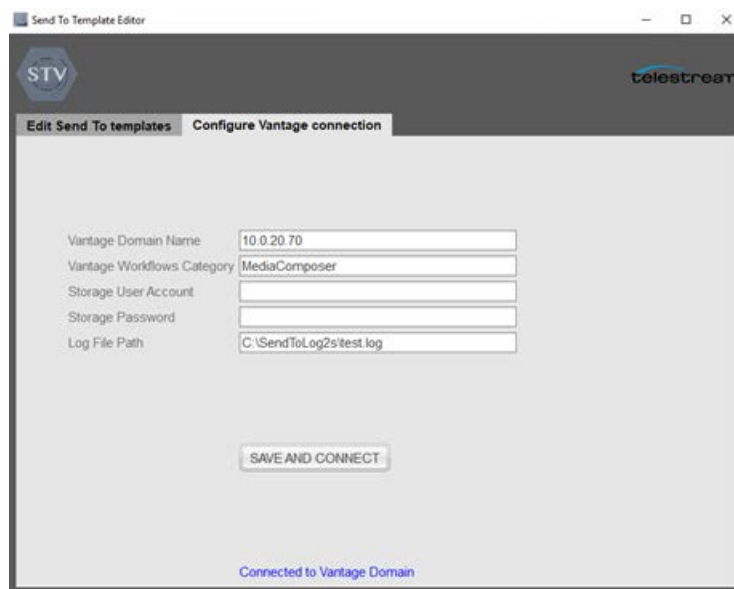 Send To Template Editor
STV
telestream
Edit Send To templates
Configure Vantage connection
Vantage Domain Name
10.0.20.70
Vantage Workflows Category
MediaComposer
Storage User Account
Storage Password
Log File Path
C:\SendToLog2s\test.log
SAVE AND CONNECT
Connected to Vantage Domain